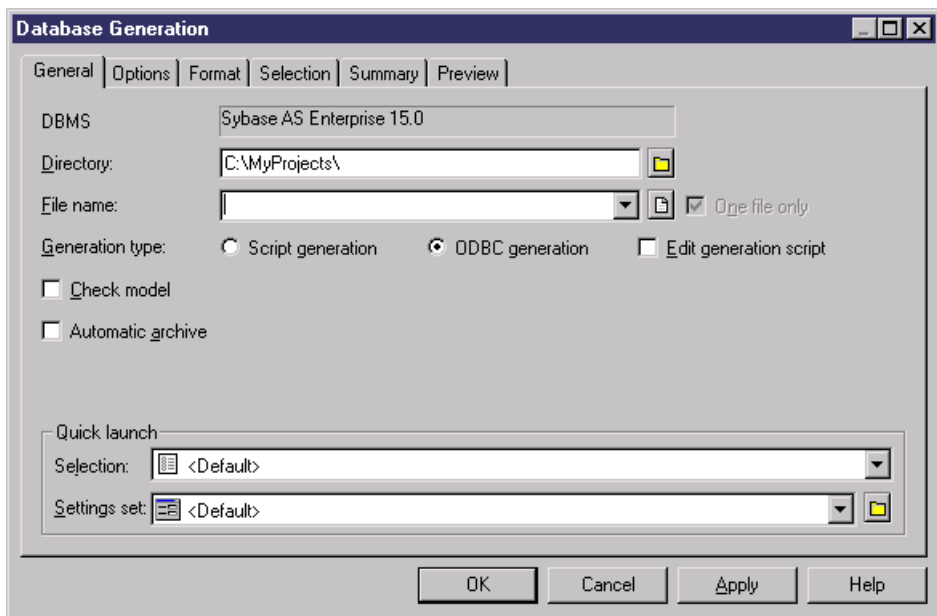 Database Generation
General Options Format Selection Summary Preview
DBMS Sybase AS Enterprise 15.0
Directory: C:\MyProjects\
File name: One file only
Generation type: Script generation ODBC generation Edit generation script
Check model
Automatic archive
Quick launch
Selection: <Default>
Settings set: <Default>
OK Cancel Apply Help